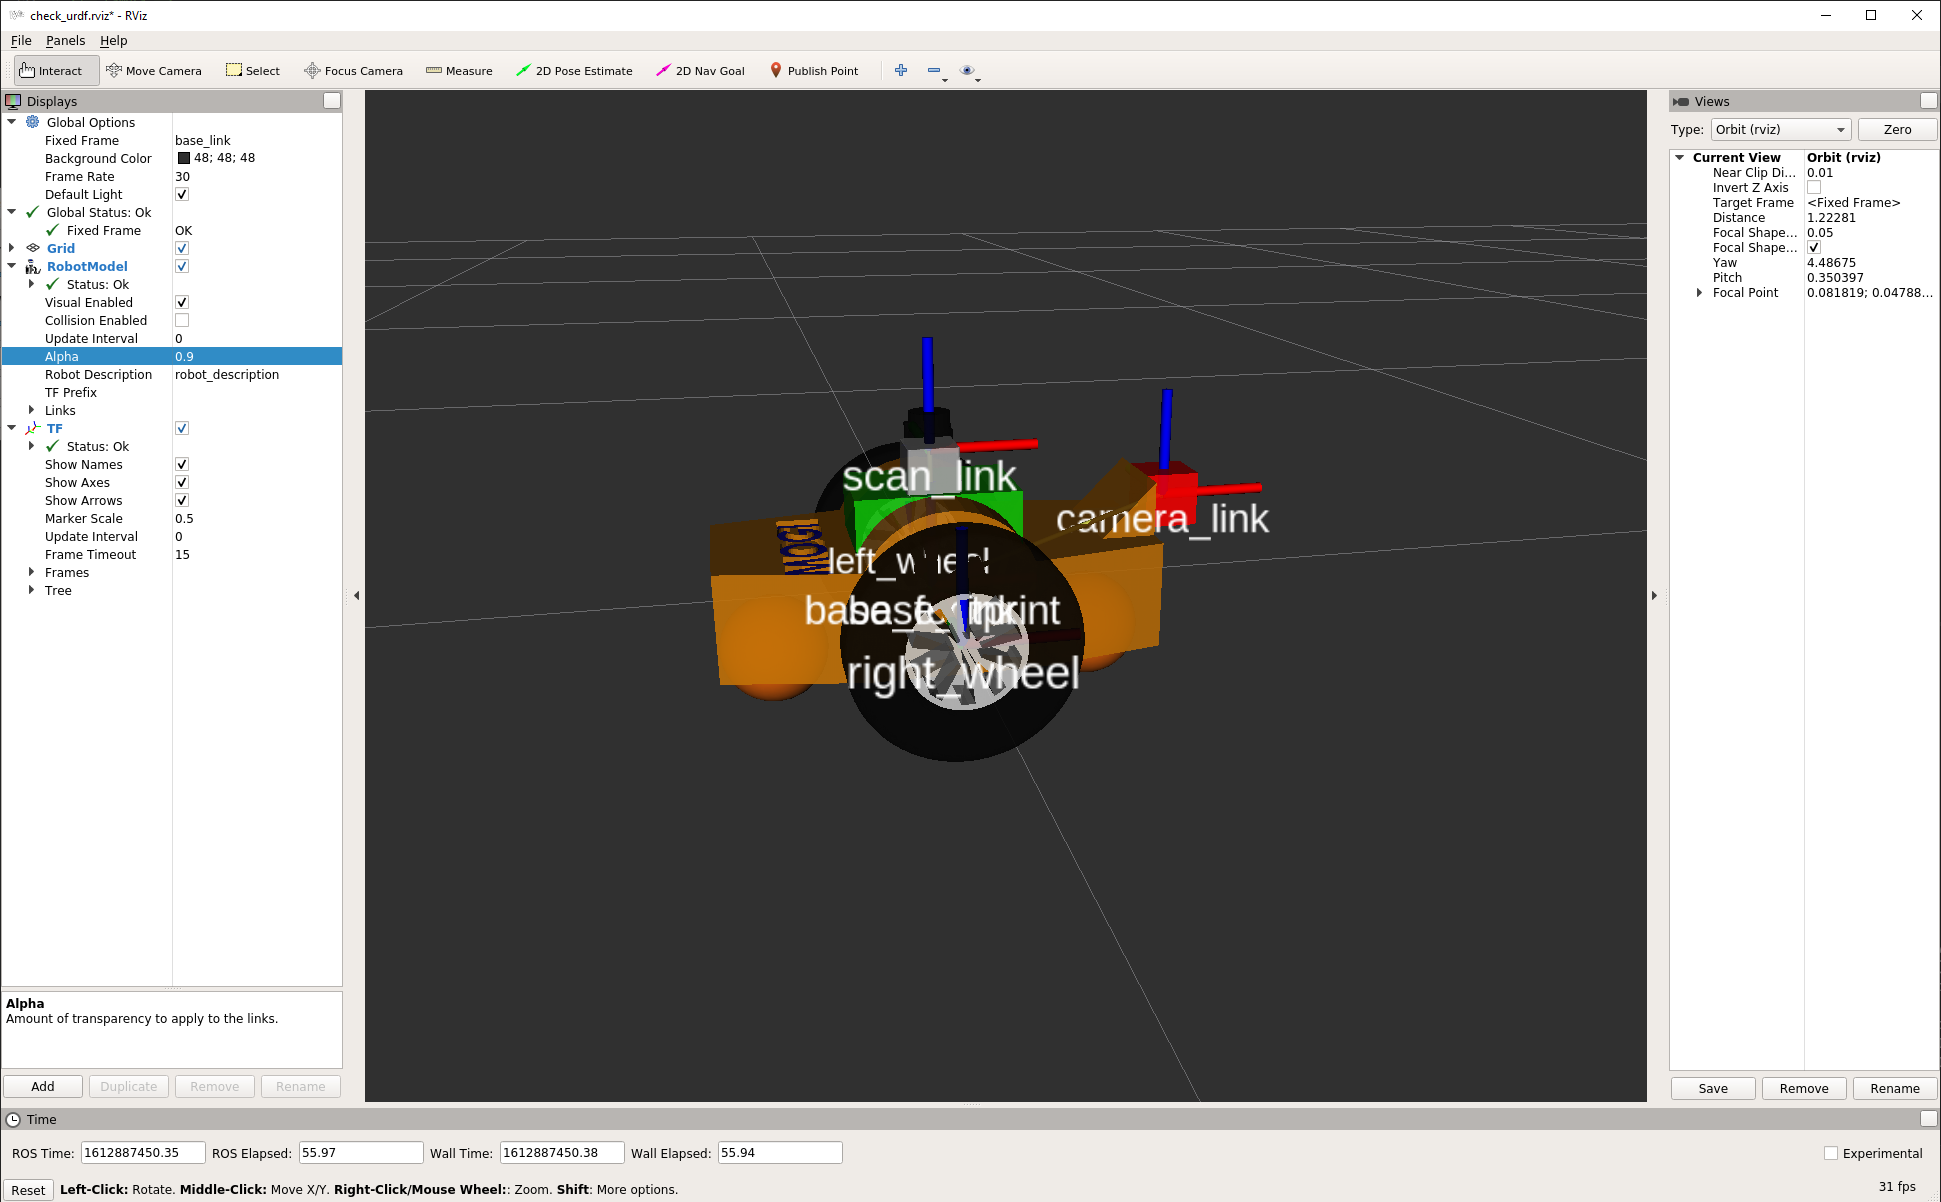 check_urdf.rviz* - RViz
File Panels Help
Interact Move Camera Select Focus Camera Measure 2D Pose Estimate 2D Nav Goal Publish Point
Displays
Global Options
Fixed Frame base_link
Background Color 48; 48; 48
Frame Rate 30
Default Light
Global Status: Ok
Fixed Frame OK
Grid
RobotModel
Status: Ok
Visual Enabled
Collision Enabled
Update Interval 0
Alpha 0.9
Robot Description robot_description
TF Prefix
Links
TF
Status: Ok
Show Names
Show Axes
Show Arrows
Marker Scale 0.5
Update Interval 0
Frame Timeout 15
Frames
Tree
Alpha
Amount of transparency to apply to the links.
Add Duplicate Remove Rename
scan_link
camera_link
left_wheel
right_wheel
Views
Type: Orbit (rviz) Zero
Current View Orbit (rviz)
Near Clip Di... 0.01
Invert Z Axis
Target Frame <Fixed Frame>
Distance 1.22281
Focal Shape... 0.05
Focal Shape...
Yaw 4.48675
Pitch 0.350397
Focal Point 0.081819; 0.04788...
Save Remove Rename
Time
ROS Time: 1612887450.35 ROS Elapsed: 55.97 Wall Time: 1612887450.38 Wall Elapsed: 55.94 Experimental
Reset Left-Click: Rotate. Middle-Click: Move X/Y. Right-Click/Mouse Wheel:: Zoom. Shift: More options. 31 fps